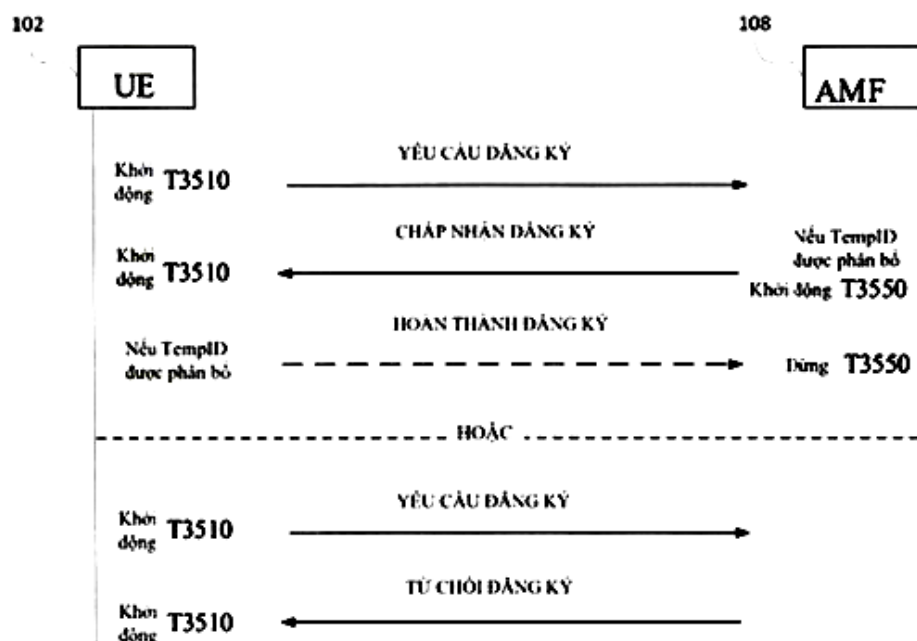 102
108
UE
AMF
YÊU CẦU ĐĂNG KÝ
Khởi
động T3510
CHẤP NHẬN ĐĂNG KÝ
Khởi
động T3510
Nếu TempID
được phân bổ
Khởi động T3550
HOÀN THÀNH ĐĂNG KÝ
Nếu TempID
được phân bổ
Dừng T3550
HOẶC
YÊU CẦU ĐĂNG KÝ
Khởi
động T3510
TỪ CHỐI ĐĂNG KÝ
Khởi
động T3510